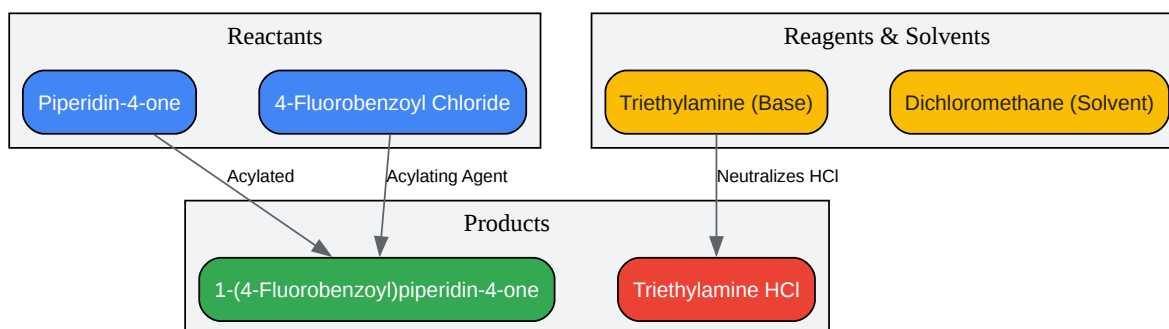 Reactants
Reagents & Solvents
Piperidin-4-one
4-Fluorobenzoyl Chloride
Triethylamine (Base)
Dichloromethane (Solvent)
Acylated
Acylating Agent
Neutralizes HCl
Products
1-(4-Fluorobenzoyl)piperidin-4-one
Triethylamine HCl